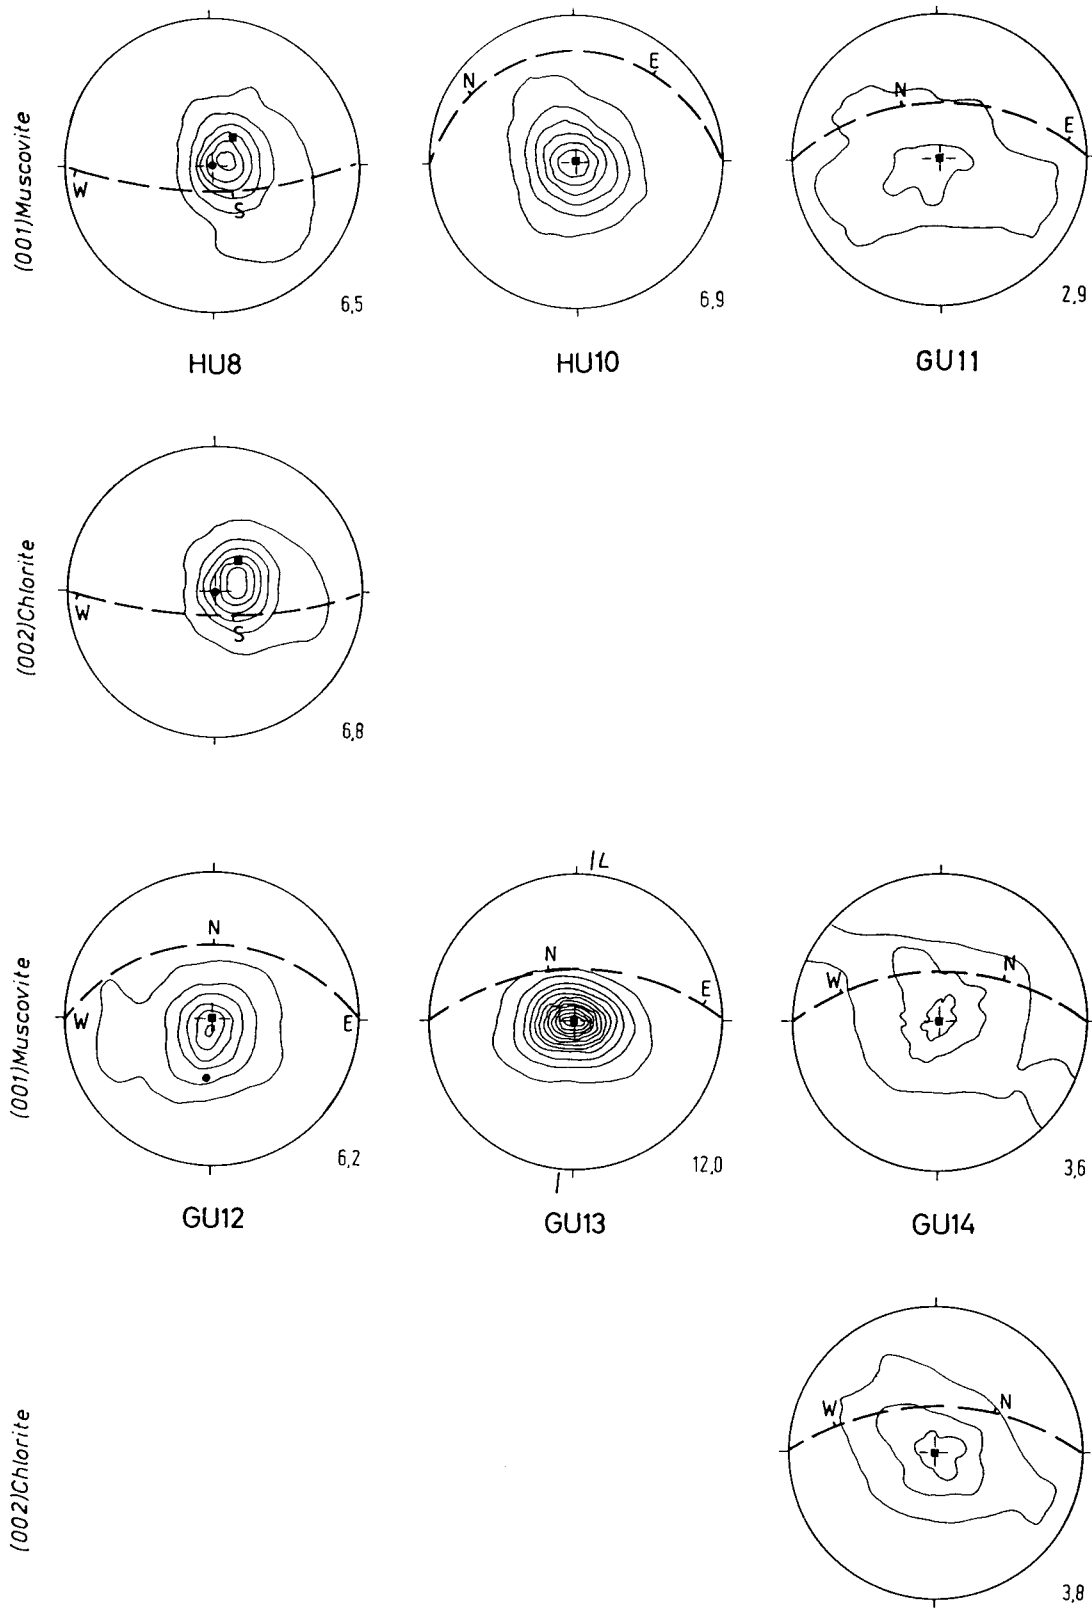 (001)Muscovite
N
E
N
E
W
S
6,5
6,9
2,9
HU8
HU10
GU11
(002)Chlorite
W
S
6,8
(001)Muscovite
L
N
W
E
N
E
W
N
6,2
12,0
3,6
GU12
GU13
GU14
(002)Chlorite
W
N
3,8